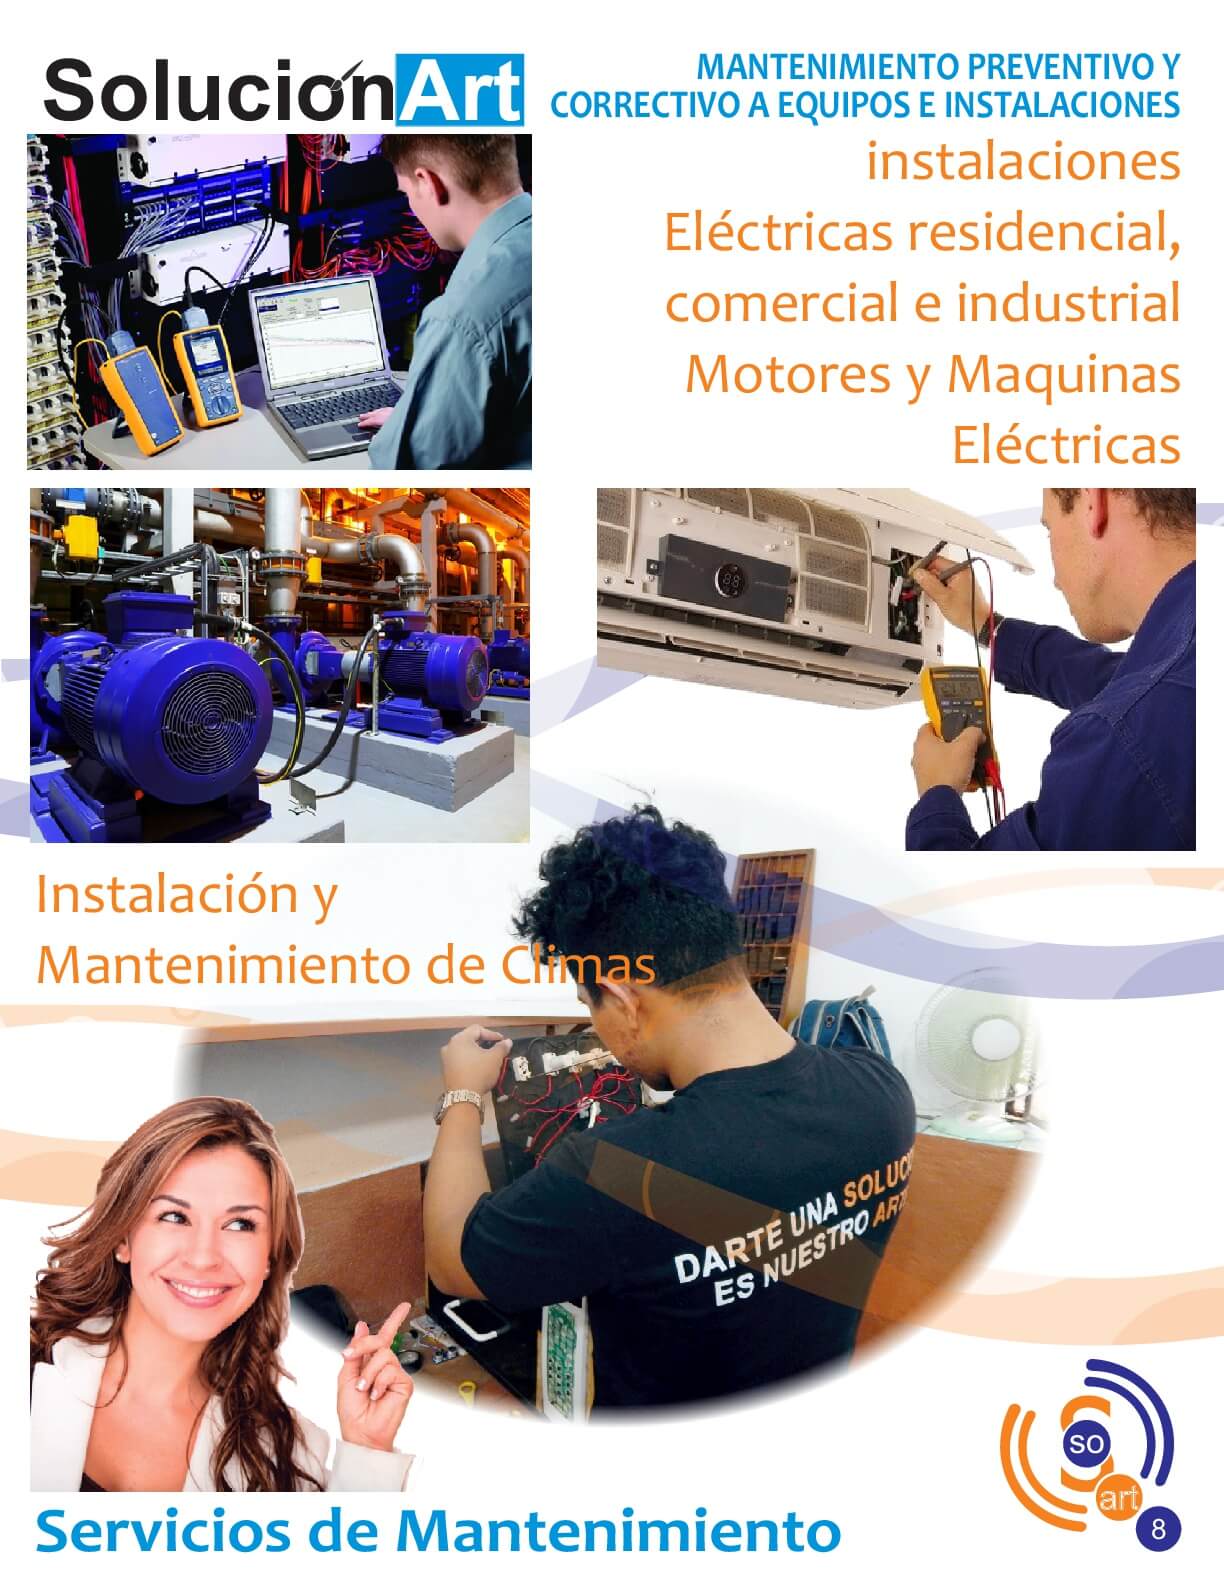 SoluciónArt
MANTENIMIENTO PREVENTIVO Y
CORRECTIVO A EQUIPOS E INSTALACIONES
instalaciones
Eléctricas residencial,
comercial e industrial
Motores y Maquinas
Eléctricas
Instalación y
Mantenimiento de Climas
DARTE UNA
ES NUESTRO
so
art
8
Servicios de Mantenimiento